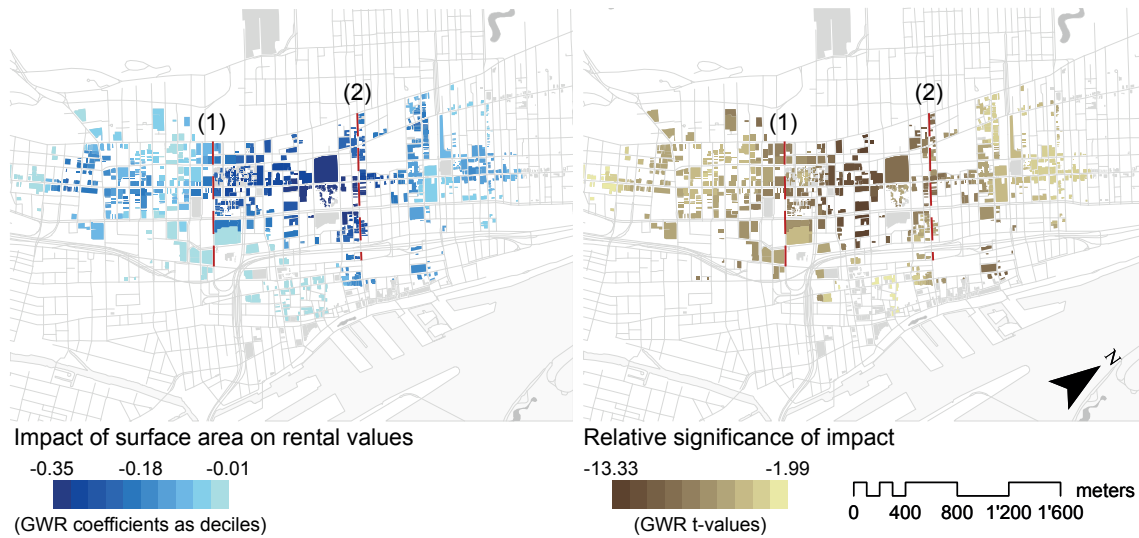 (1)
(2)
(1)
(2)
N
Impact of surface area on rental values
-0.35 -0.18 -0.01
(GWR coefficients as deciles)
Relative significance of impact
-13.33 -1.99
(GWR t-values)
meters
0 400 800 1'200 1'600